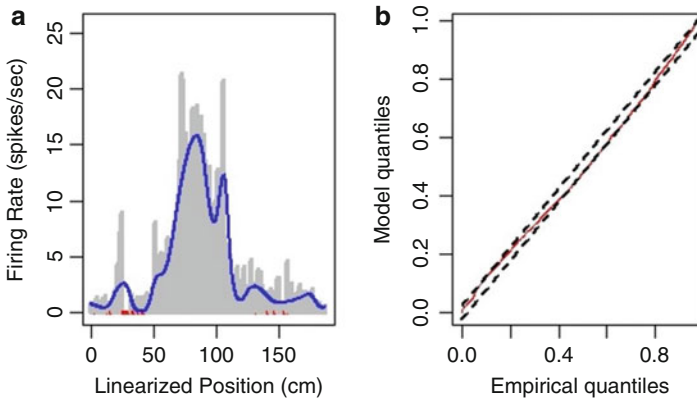 a
25
20
15
10
5
0
Firing Rate (spikes/sec)
0 50 100 150
Linearized Position (cm)
b
1.0
0.8
0.6
0.4
0.2
0.0
Model quantiles
0.0 0.4 0.8
Empirical quantiles